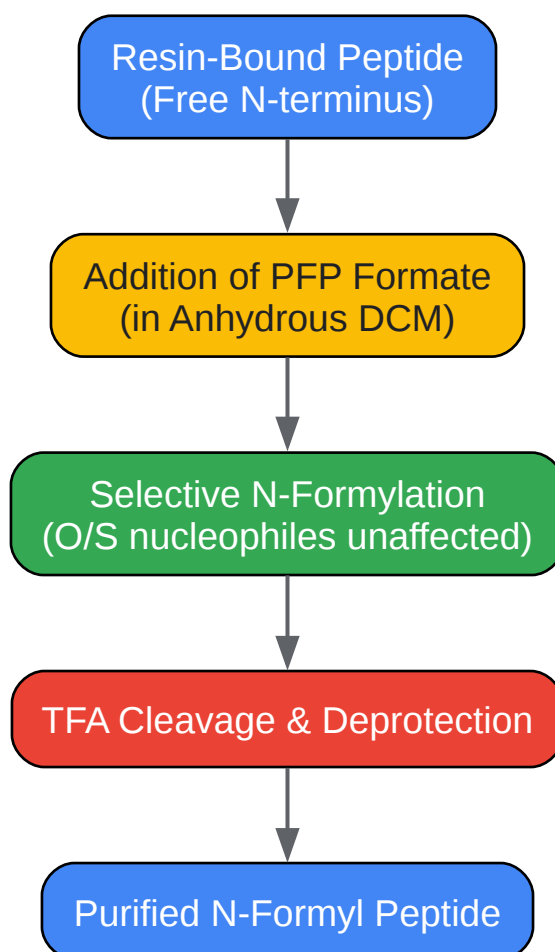 Resin-Bound Peptide
(Free N-terminus)
Addition of PFP Formate
(in Anhydrous DCM)
Selective N-Formylation
(O/S nucleophiles unaffected)
TFA Cleavage & Deprotection
Purified N-Formyl Peptide